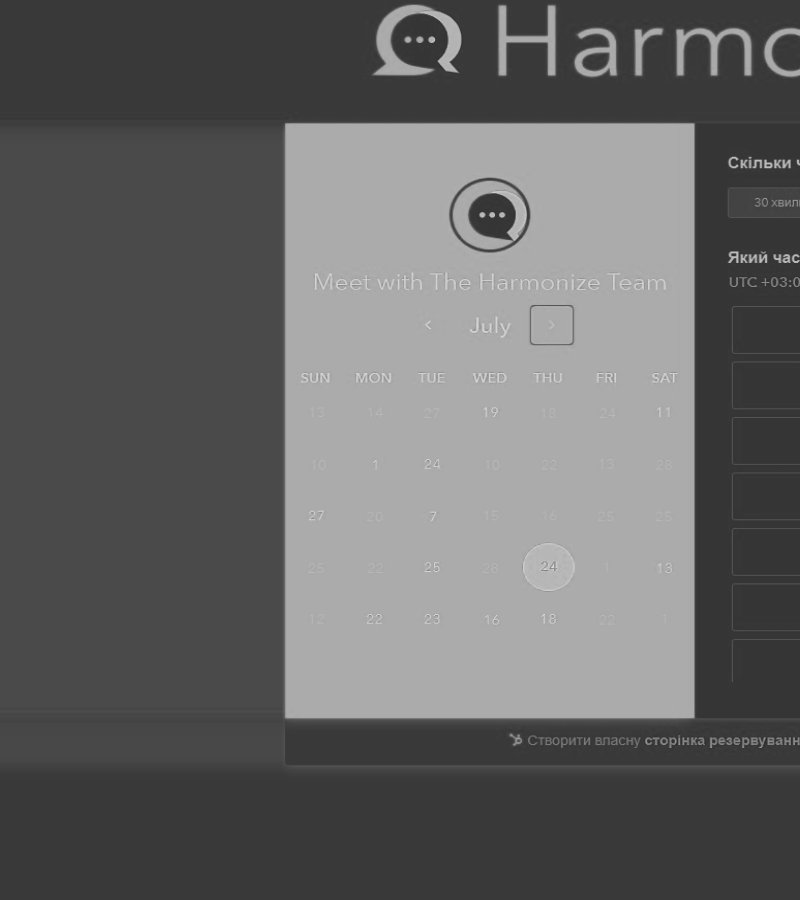 Harmo
Meet with The Harmonize Team
July
SUN MON TUE WED THU FRI SAT
13 14 27 19 18 24 11
10 1 24 10 22 13 28
27 20 7 15 16 25 25
25 22 25 28 24 1 13
12 22 23 16 18 22 1
Скільки ч
30 хвили
Який час
UTC +03:0
Створити власну сторінка резервуванн